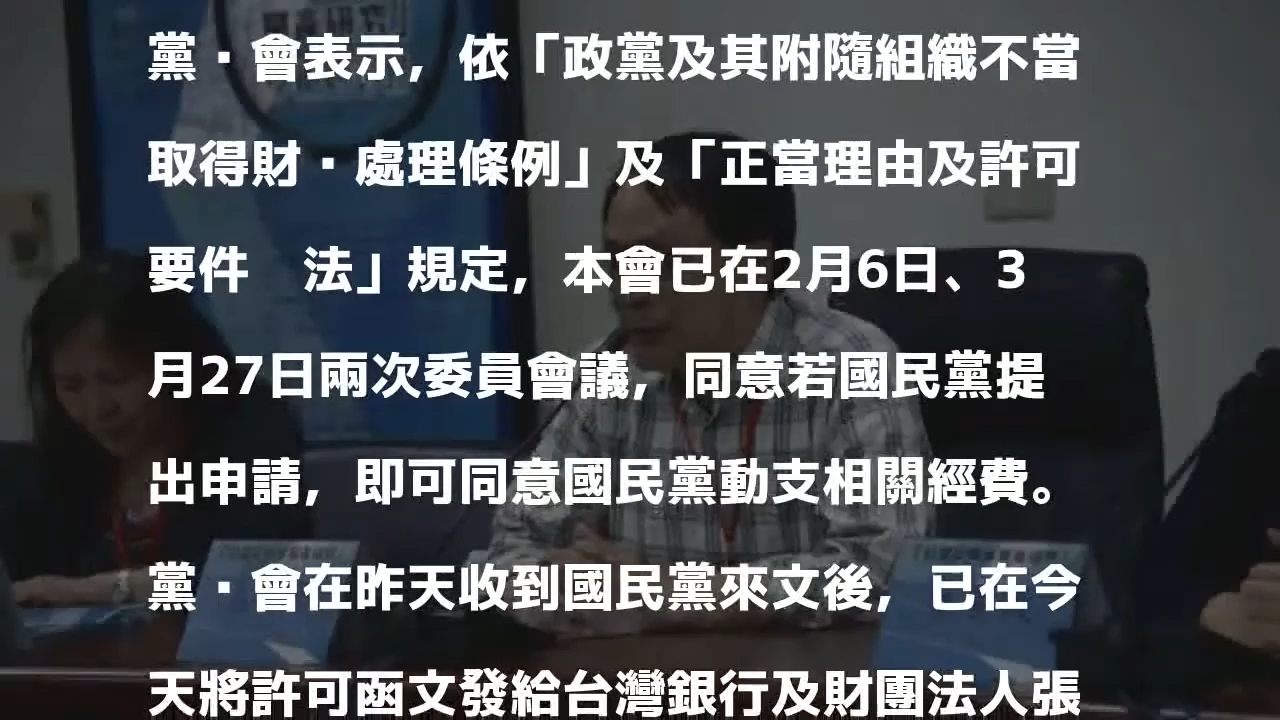 黨·會表示，依「政黨及其附隨組織不當
取得財·處理條例」及「正當理由及許可
要件　法」規定，本會已在2月6日、3
月27日兩次委員會議，同意若國民黨提
出申請，即可同意國民黨動支相關經費。
黨·會在昨天收到國民黨來文後，已在今
天將許可函文發給台灣銀行及財團法人張